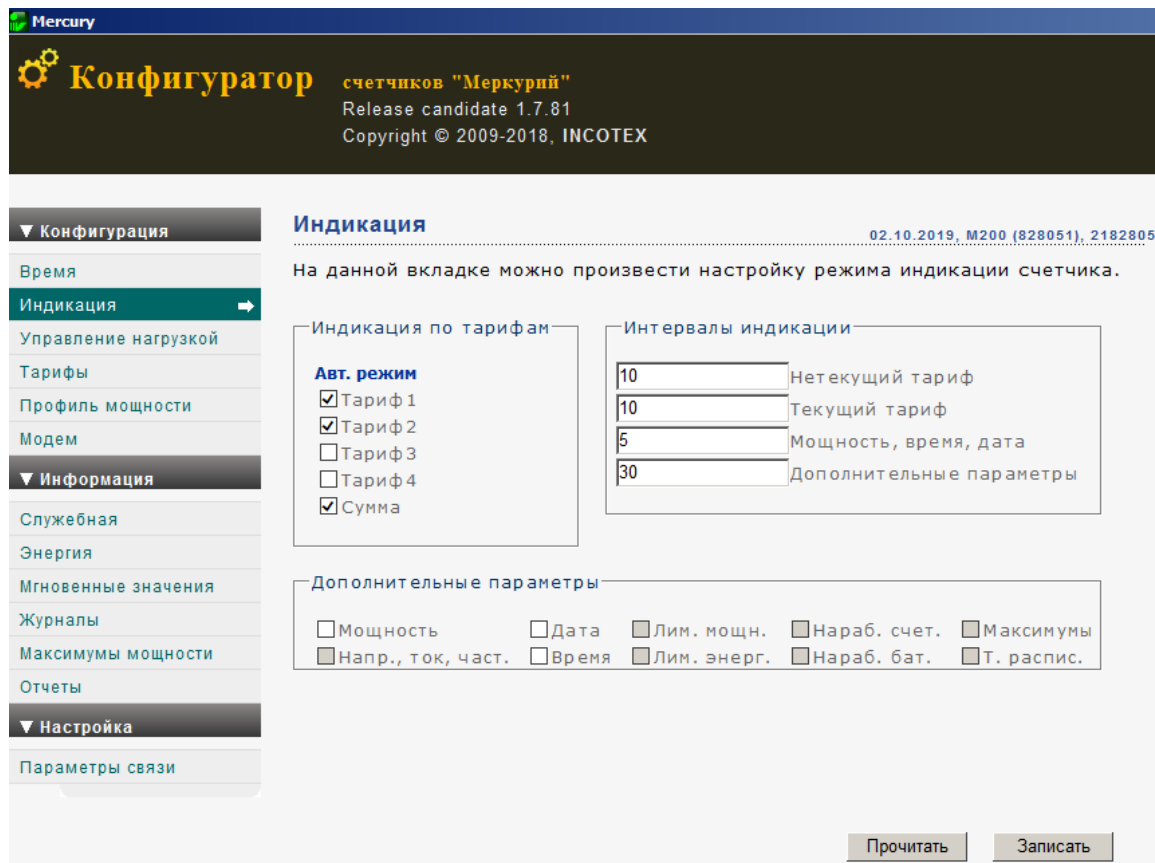 Mercury
Конфигуратор счетчиков "Меркурий"
Release candidate 1.7.81
Copyright © 2009-2018, INCOTEX
Конфигурация
Время
Индикация
Управление нагрузкой
Тарифы
Профиль мощности
Модем
Информация
Служебная
Энергия
Мгновенные значения
Журналы
Максимумы мощности
Отчеты
Настройка
Параметры связи
Индикация
02.10.2019, M200 (828051), 2182805
На данной вкладке можно произвести настройку режима индикации счетчика.
Индикация по тарифам
Авт. режим
Тариф 1
Тариф 2
Тариф 3
Тариф 4
Сумма
Интервалы индикации
10 Нетекущий тариф
10 Текущий тариф
5 Мощность, время, дата
30 Дополнительные параметры
Дополнительные параметры
Мощность Дата Лим. мощн. Нараб. счет. Максимумы
Напр., ток, част. Время Лим. энерг. Нараб. бат. Т. распис.
Прочитать Записать